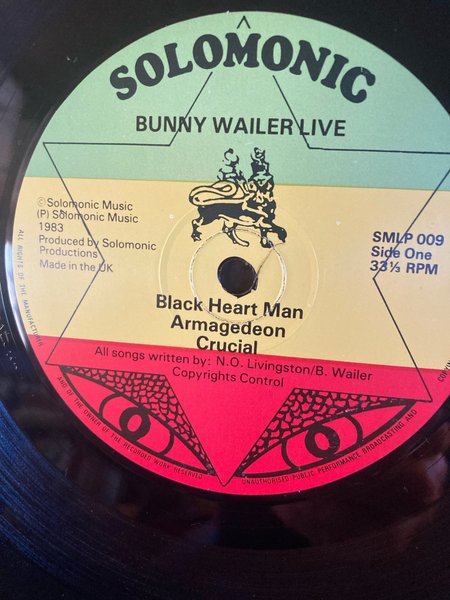 SOLOMONIC
BUNNY WAILER LIVE
©Solomonic Music
(P) Solomonic Music
1983
Produced by Solomonic
Productions
Made in the UK
SMLP 009
Side One
33⅓ RPM
Black Heart Man
Armagedeon
Crucial
All songs written by: N.O. Livingston/B. Wailer
Copyrights Control
ALL RIGHTS OF THE MANUFACTURER
AND OF THE OWNER OF THE RECORDED WORK RESERVED
UNAUTHORISED PUBLIC PERFORMANCE BROADCASTING AND